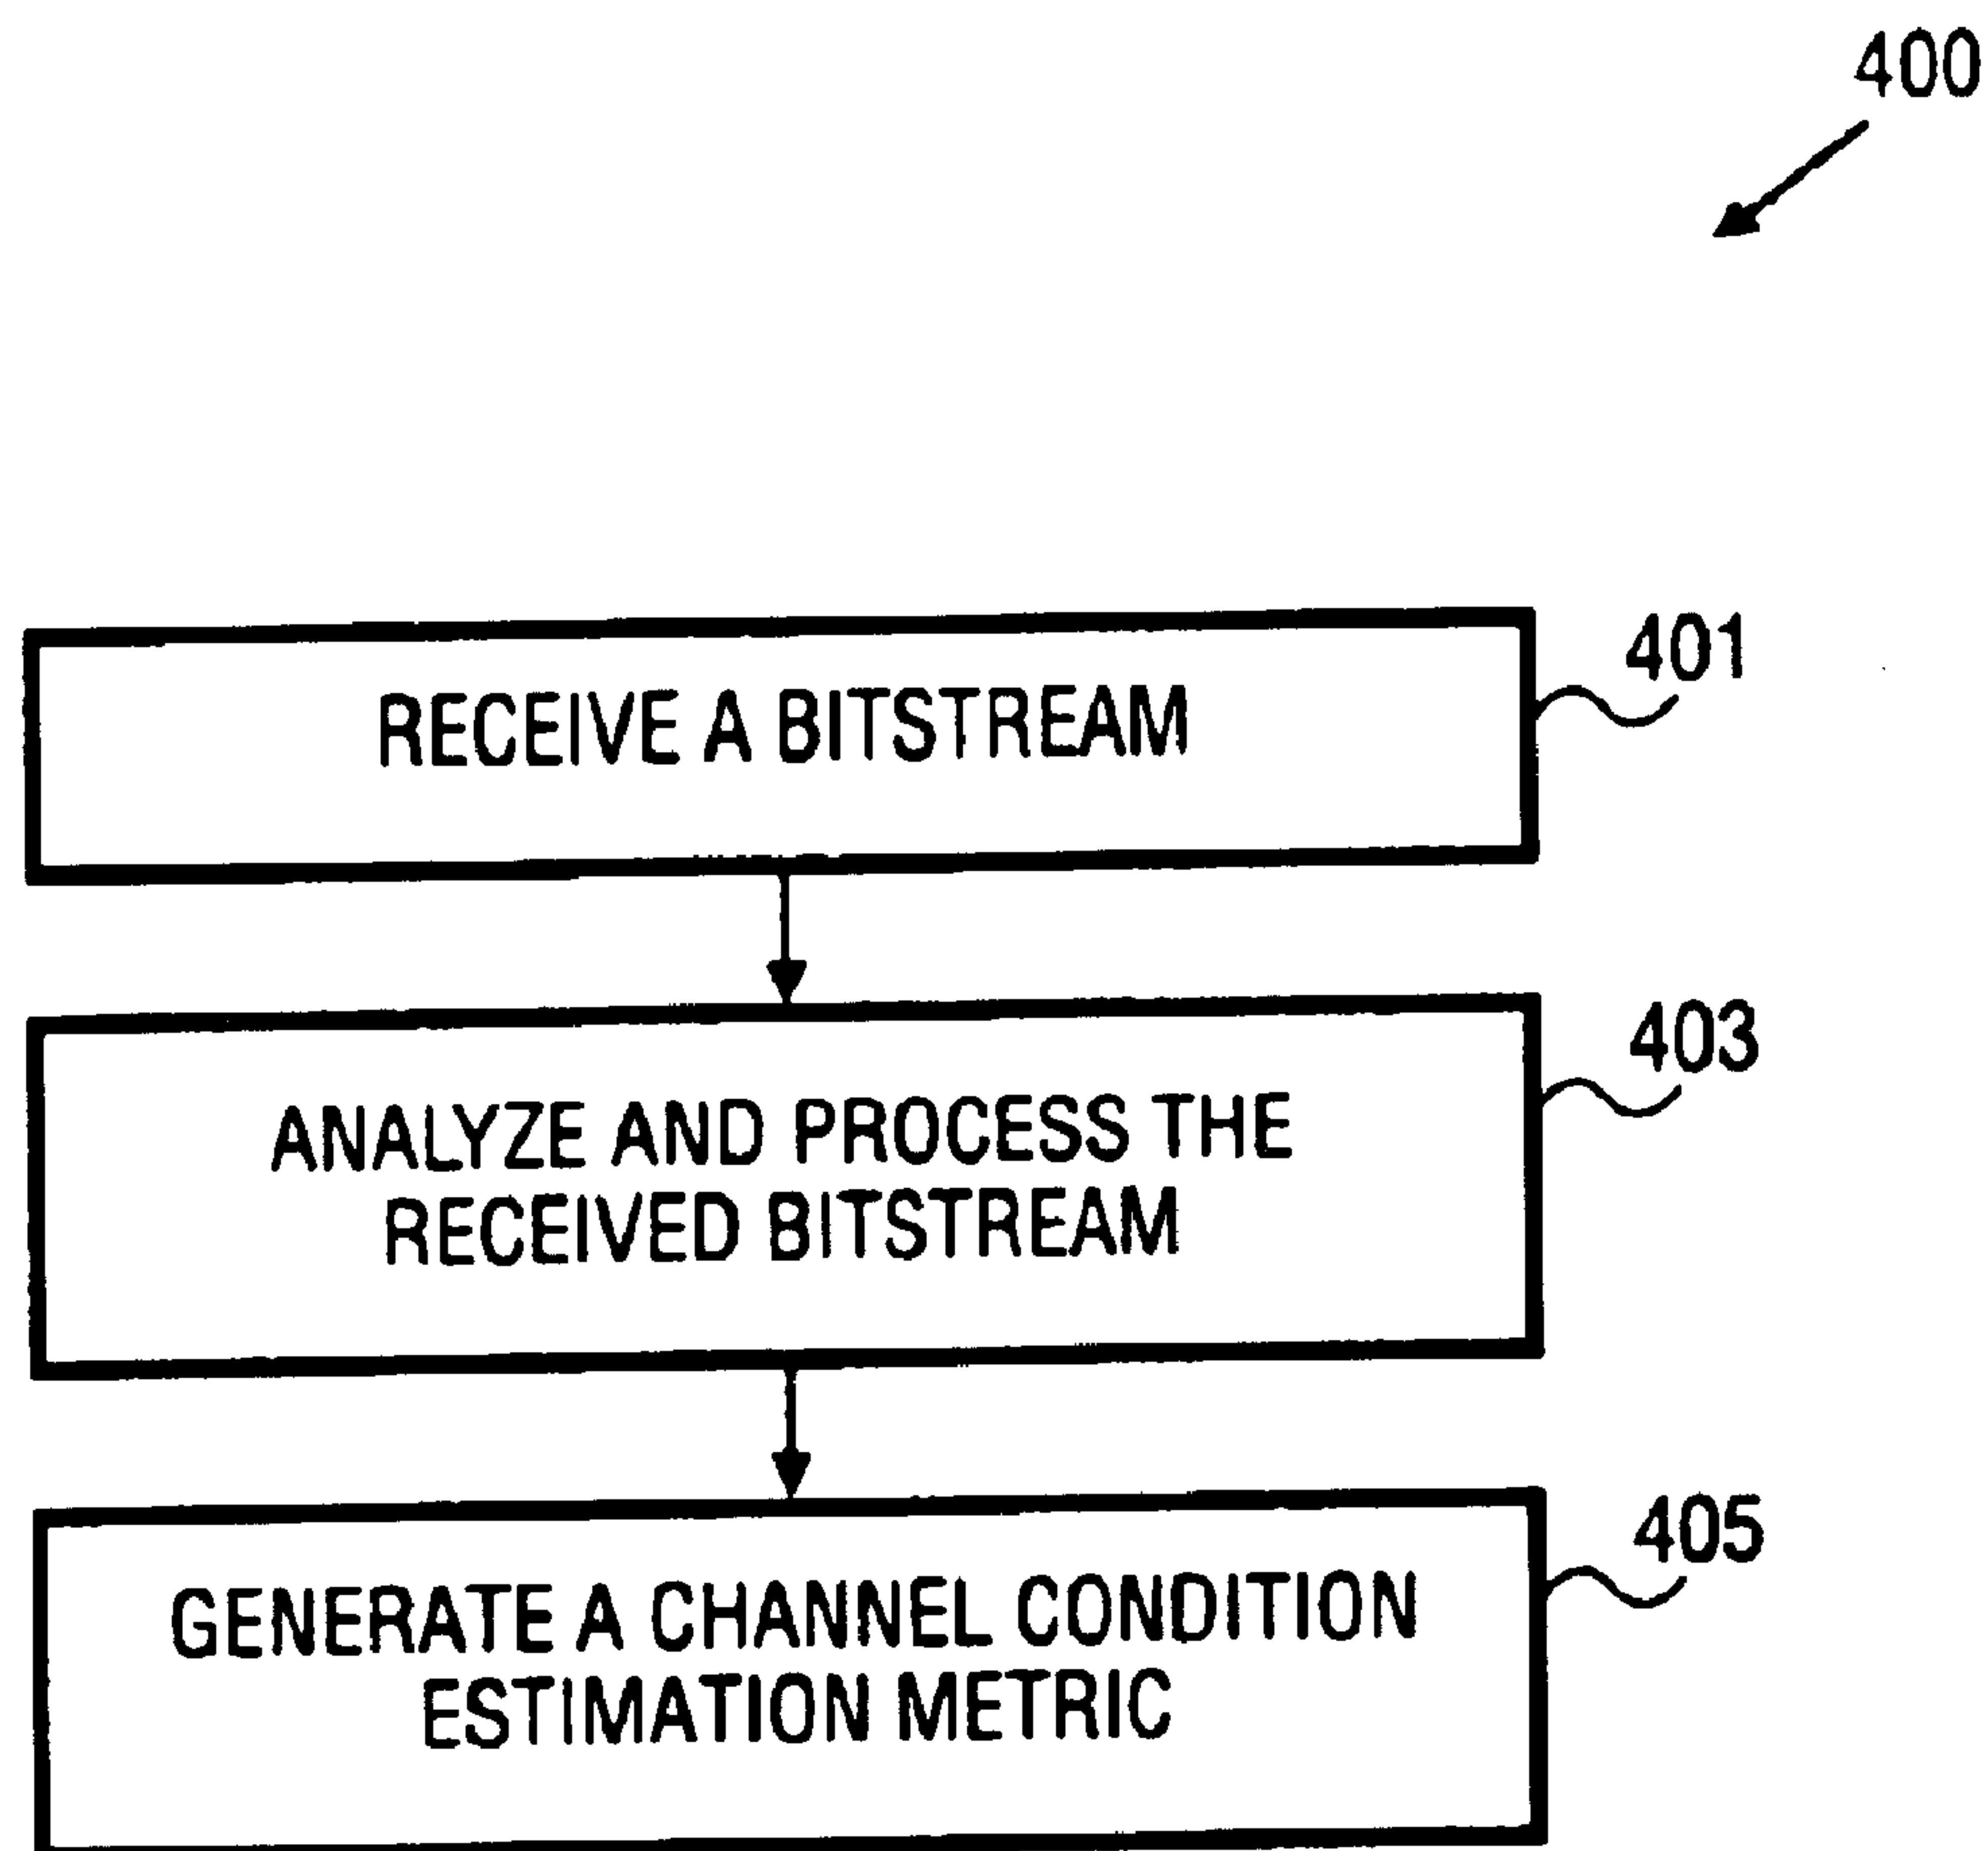 400
RECEIVE A BITSTREAM
401
ANALYZE AND PROCESS THE
RECEIVED BITSTREAM
403
GENERATE A CHANNEL CONDITION
ESTIMATION METRIC
405